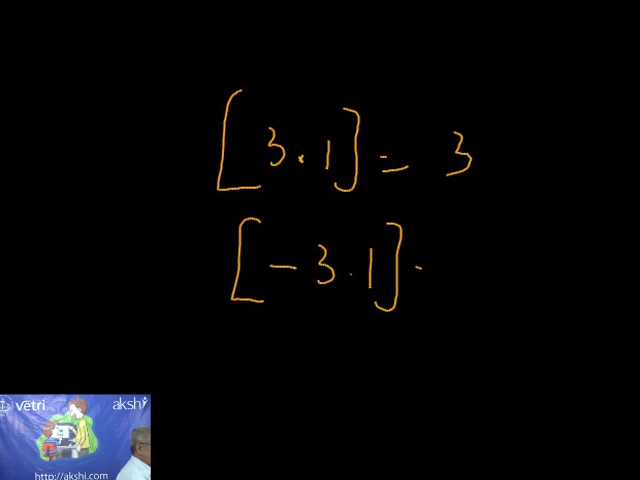 [3.1] = 3
[-3.1] -
vetri
akshi
http://akshi.com